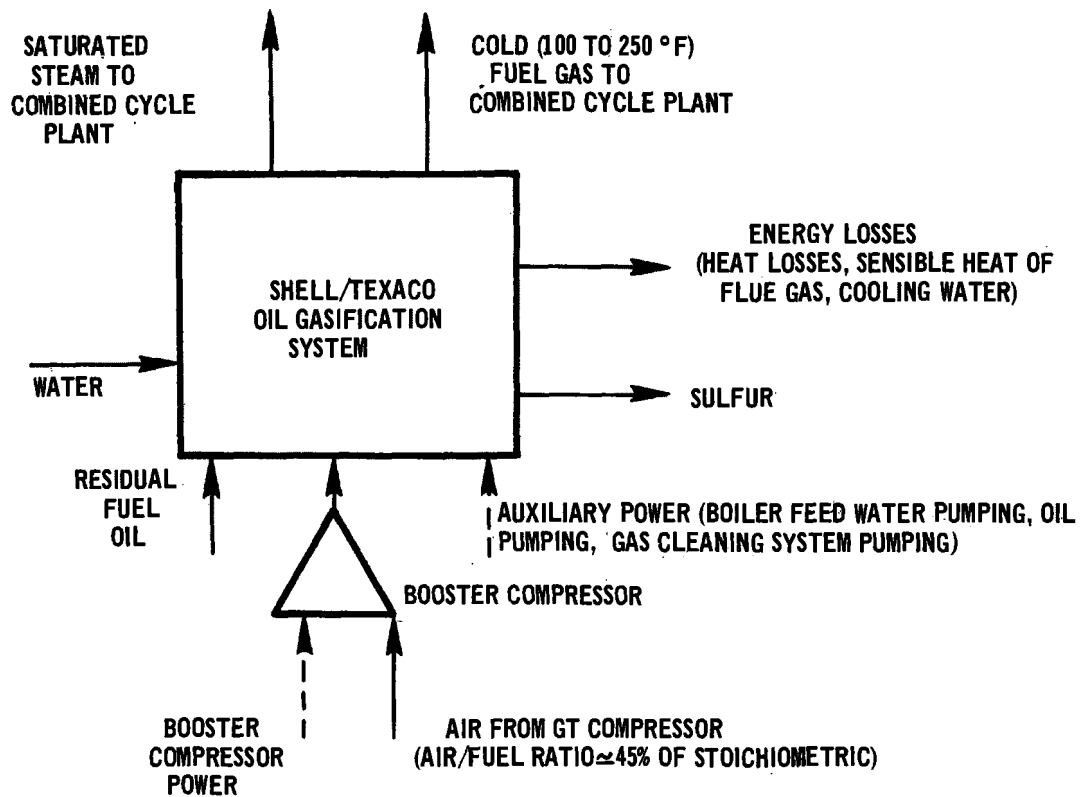 SATURATED
STEAM TO
COMBINED CYCLE
PLANT
COLD (100 TO 250 °F)
FUEL GAS TO
COMBINED CYCLE PLANT
ENERGY LOSSES
(HEAT LOSSES, SENSIBLE HEAT OF
FLUE GAS, COOLING WATER)
SHELL/TEXACO
OIL GASIFICATION
SYSTEM
WATER
SULFUR
RESIDUAL
FUEL
OIL
AUXILIARY POWER (BOILER FEED WATER PUMPING, OIL
PUMPING, GAS CLEANING SYSTEM PUMPING)
BOOSTER COMPRESSOR
BOOSTER
COMPRESSOR
POWER
AIR FROM GT COMPRESSOR
(AIR/FUEL RATIO≃45% OF STOICHIOMETRIC)